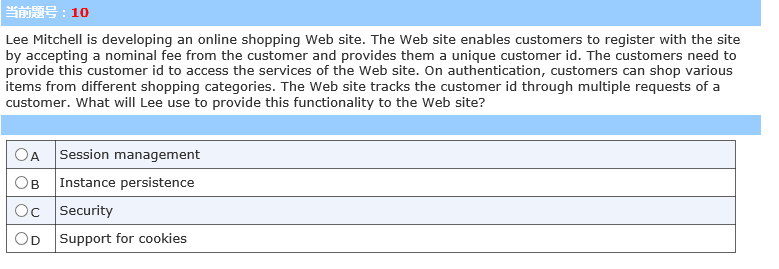 当前题号：10
Lee Mitchell is developing an online shopping Web site. The Web site enables customers to register with the site
by accepting a nominal fee from the customer and provides them a unique customer id. The customers need to
provide this customer id to access the services of the Web site. On authentication, customers can shop various
items from different shopping categories. The Web site tracks the customer id through multiple requests of a
customer. What will Lee use to provide this functionality to the Web site?
A Session management
B Instance persistence
C Security
D Support for cookies